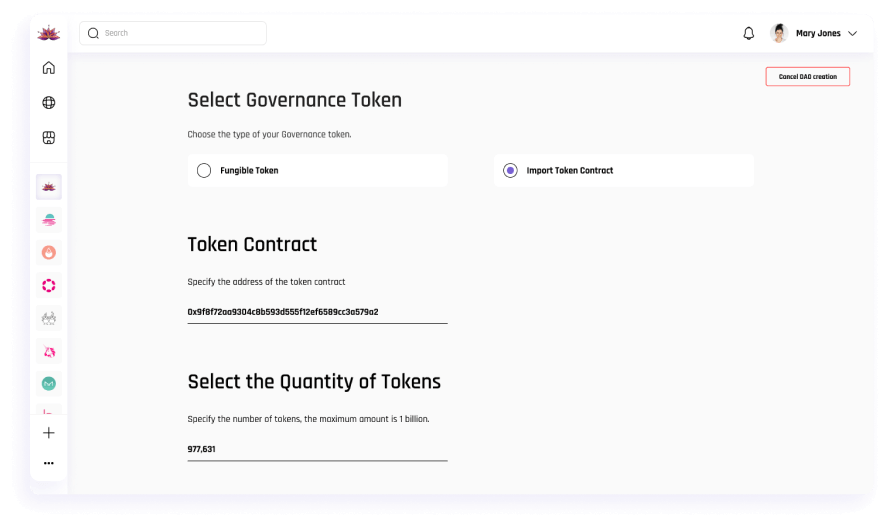 Search
Mary Jones
Cancel DAO creation
Select Governance Token
Choose the type of your Governance token.
Fungible Token
Import Token Contract
Token Contract
Specify the address of the token contract
0x9f8f72aa9304c8b593d555f12ef6589cc3a579a2
Select the Quantity of Tokens
Specify the number of tokens, the maximum amount is 1 billion.
977,631